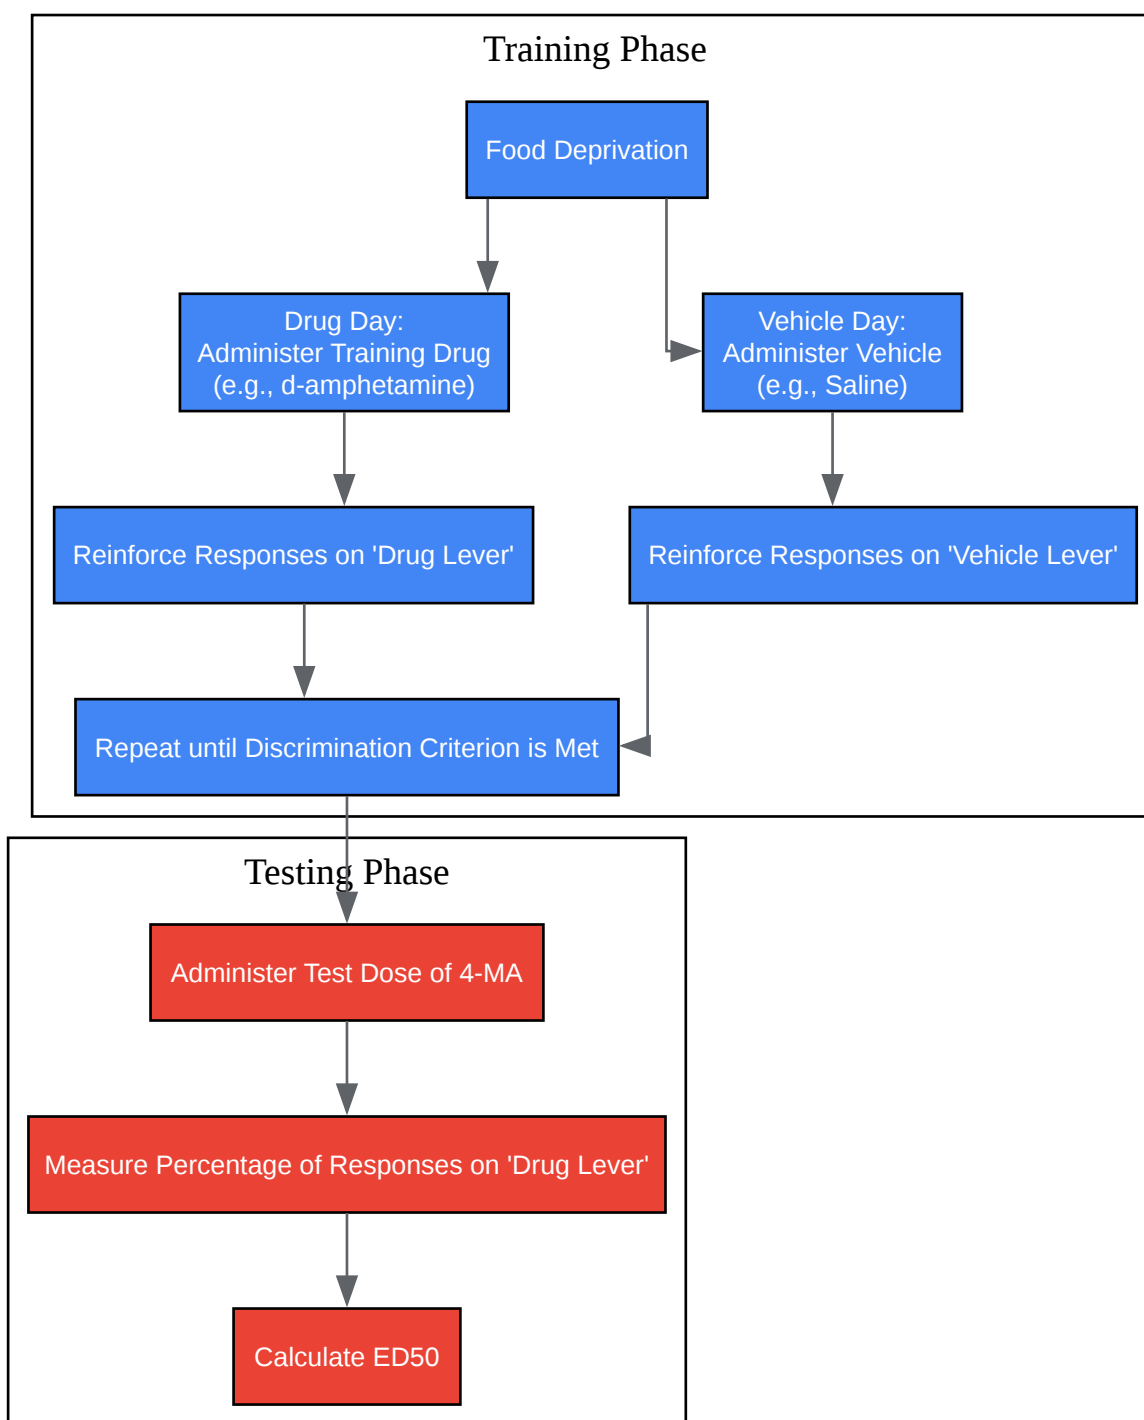 Training Phase
Food Deprivation
Drug Day:
Administer Training Drug
(e.g., d-amphetamine)
Vehicle Day:
Administer Vehicle
(e.g., Saline)
Reinforce Responses on 'Drug Lever'
Reinforce Responses on 'Vehicle Lever'
Repeat until Discrimination Criterion is Met
Testing Phase
Administer Test Dose of 4-MA
Measure Percentage of Responses on 'Drug Lever'
Calculate ED50